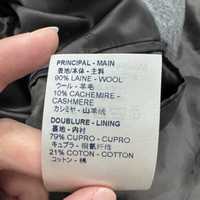 PRINCIPAL - MAIN
表地/本体 - 主料
90% LAINE - WOOL
ウール - 羊毛
10% CACHEMIRE -
CASHMERE
カシミヤ - 山羊绒
DOUBLURE - LINING
裏地 - 内衬
79% CUPRO - CUPRO
キュプラ - 铜氨纤维
21% COTON - COTTON
コットン - 棉